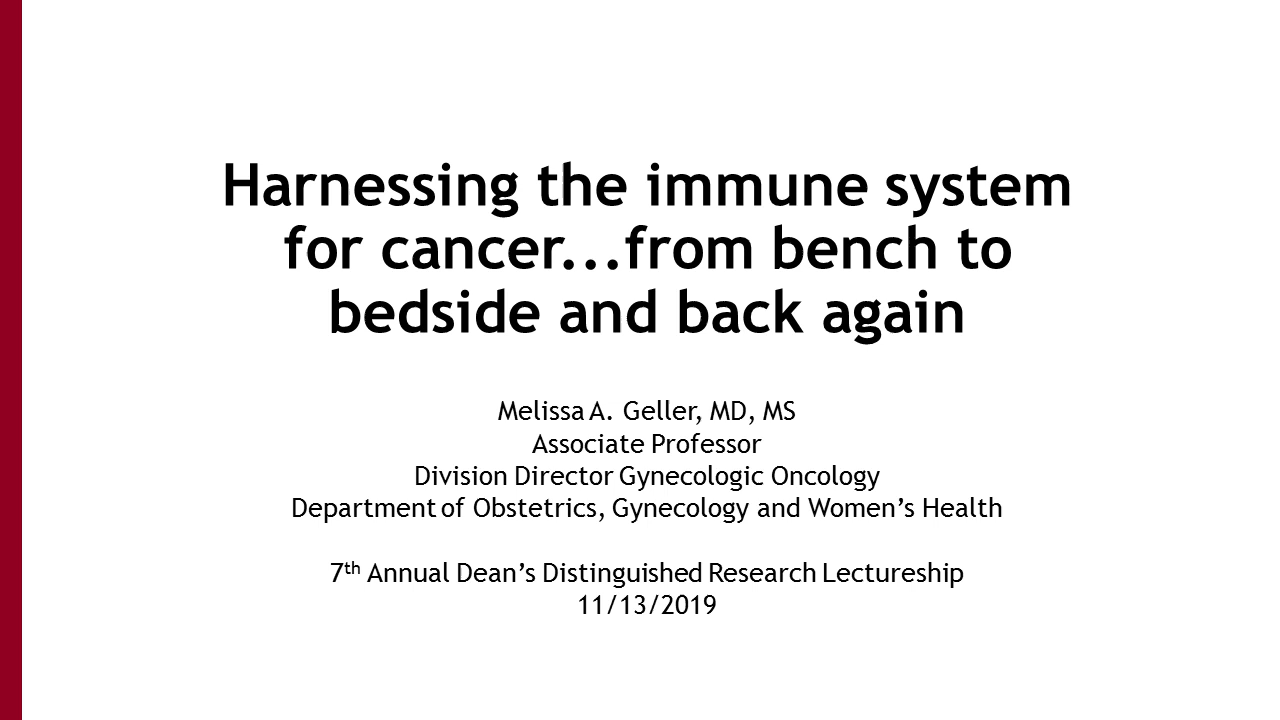 Harnessing the immune system
for cancer...from bench to
bedside and back again
Melissa A. Geller, MD, MS
Associate Professor
Division Director Gynecologic Oncology
Department of Obstetrics, Gynecology and Women’s Health
7th Annual Dean’s Distinguished Research Lectureship
11/13/2019